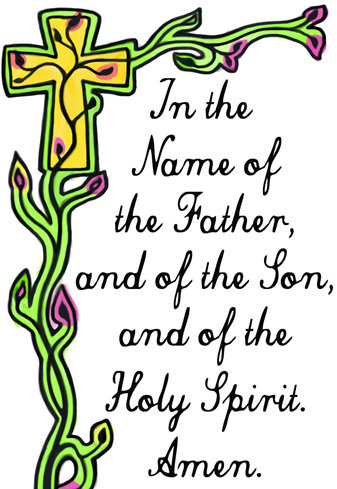 In the
Name of
the Father,
and of the Son,
and of the
Holy Spirit.
Amen.